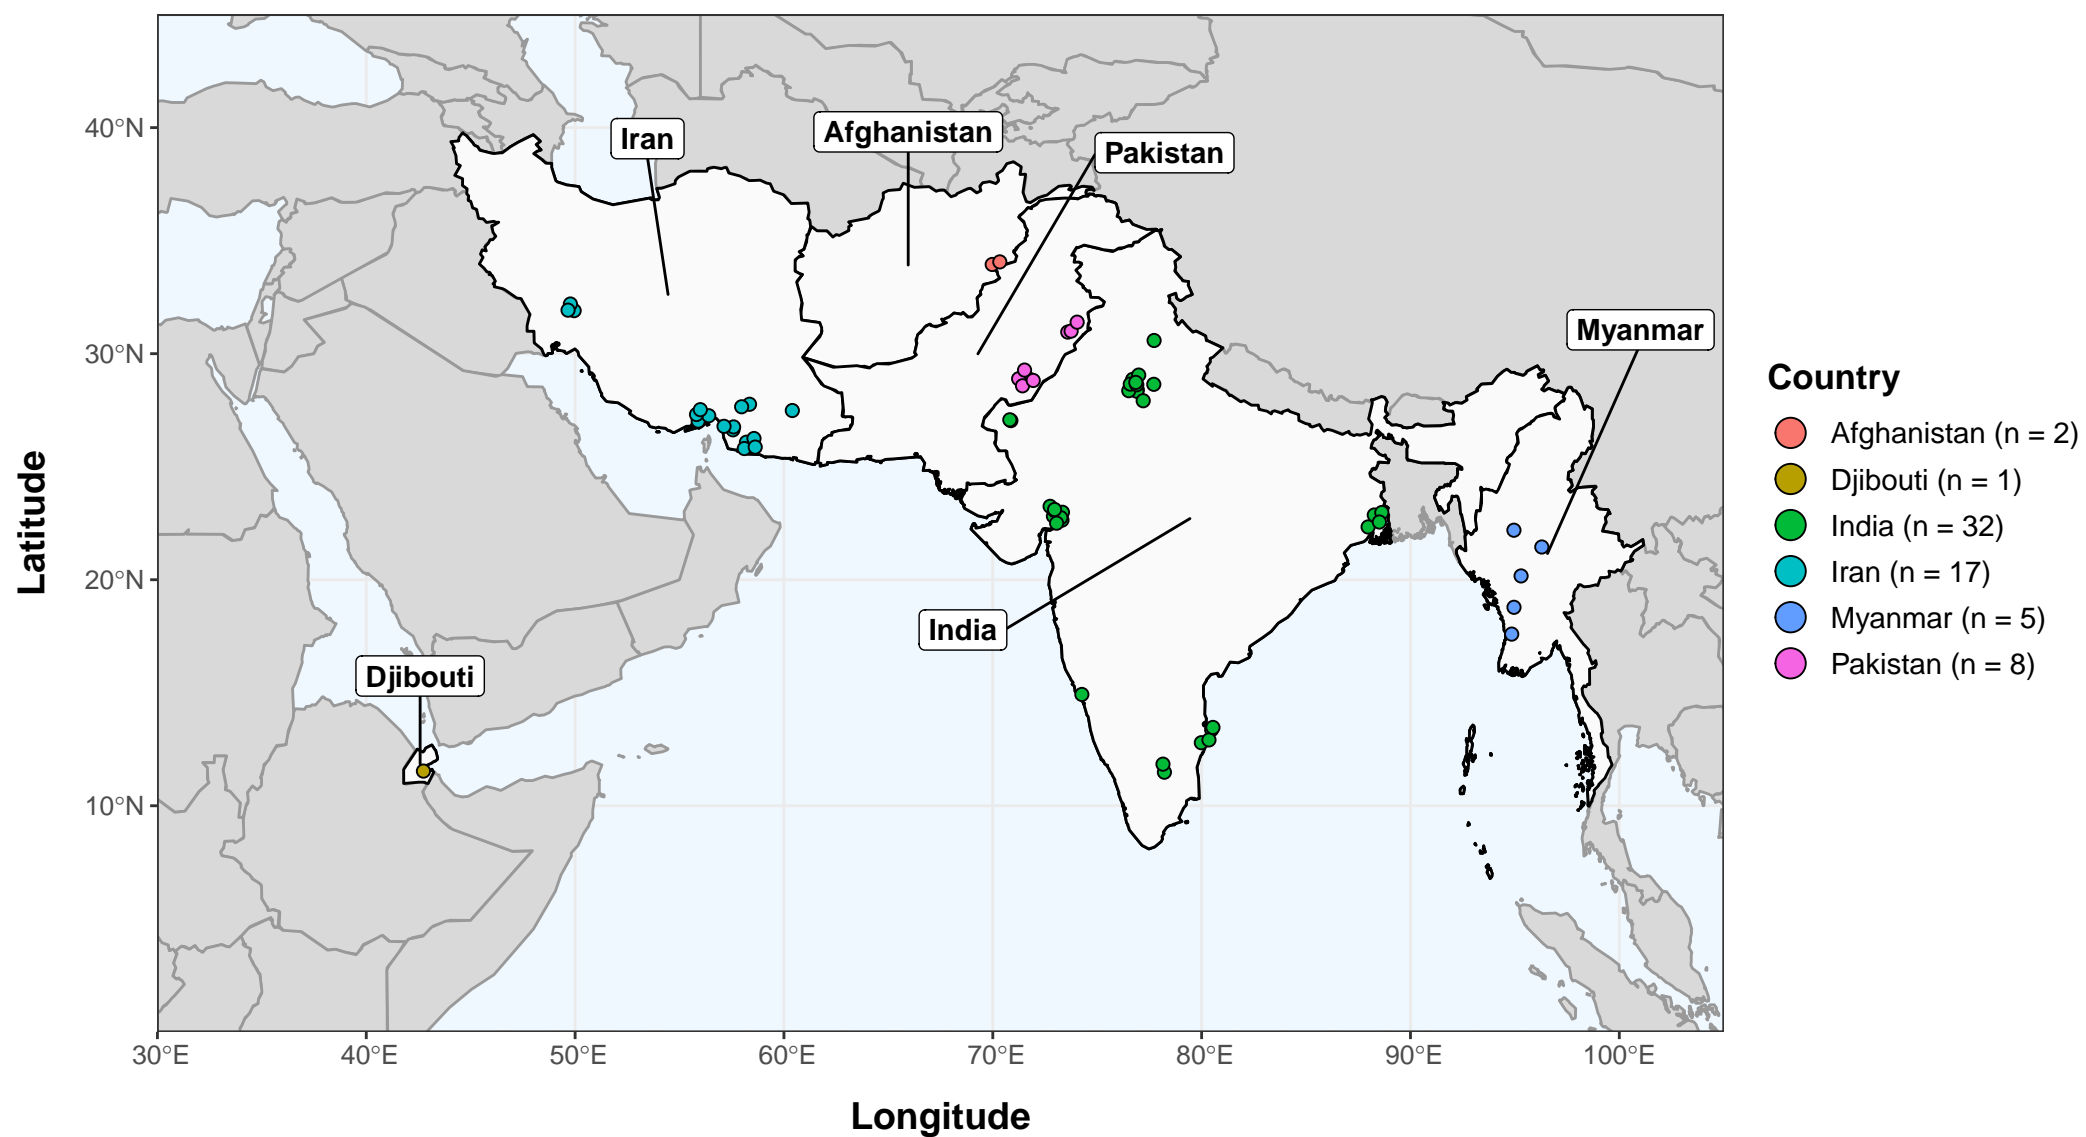 Iran
Afghanistan
Pakistan
Myanmar
India
Djibouti
40°N
30°N
20°N
10°N
30°E
40°E
50°E
60°E
70°E
80°E
90°E
100°E
Latitude
Longitude
Country
Afghanistan (n = 2)
Djibouti (n = 1)
India (n = 32)
Iran (n = 17)
Myanmar (n = 5)
Pakistan (n = 8)